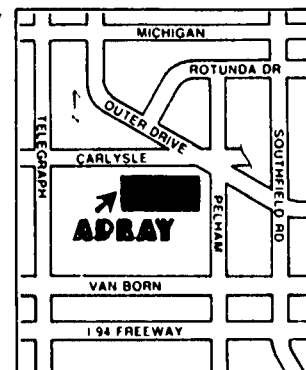 MICHIGAN
ROTUNDA DR
OUTER DRIVE
TELEGRAPH
CARLYSLE
SOUTHFIELD RD
PELHAM
ADRAY
VAN BORN
I 94 FREEWAY